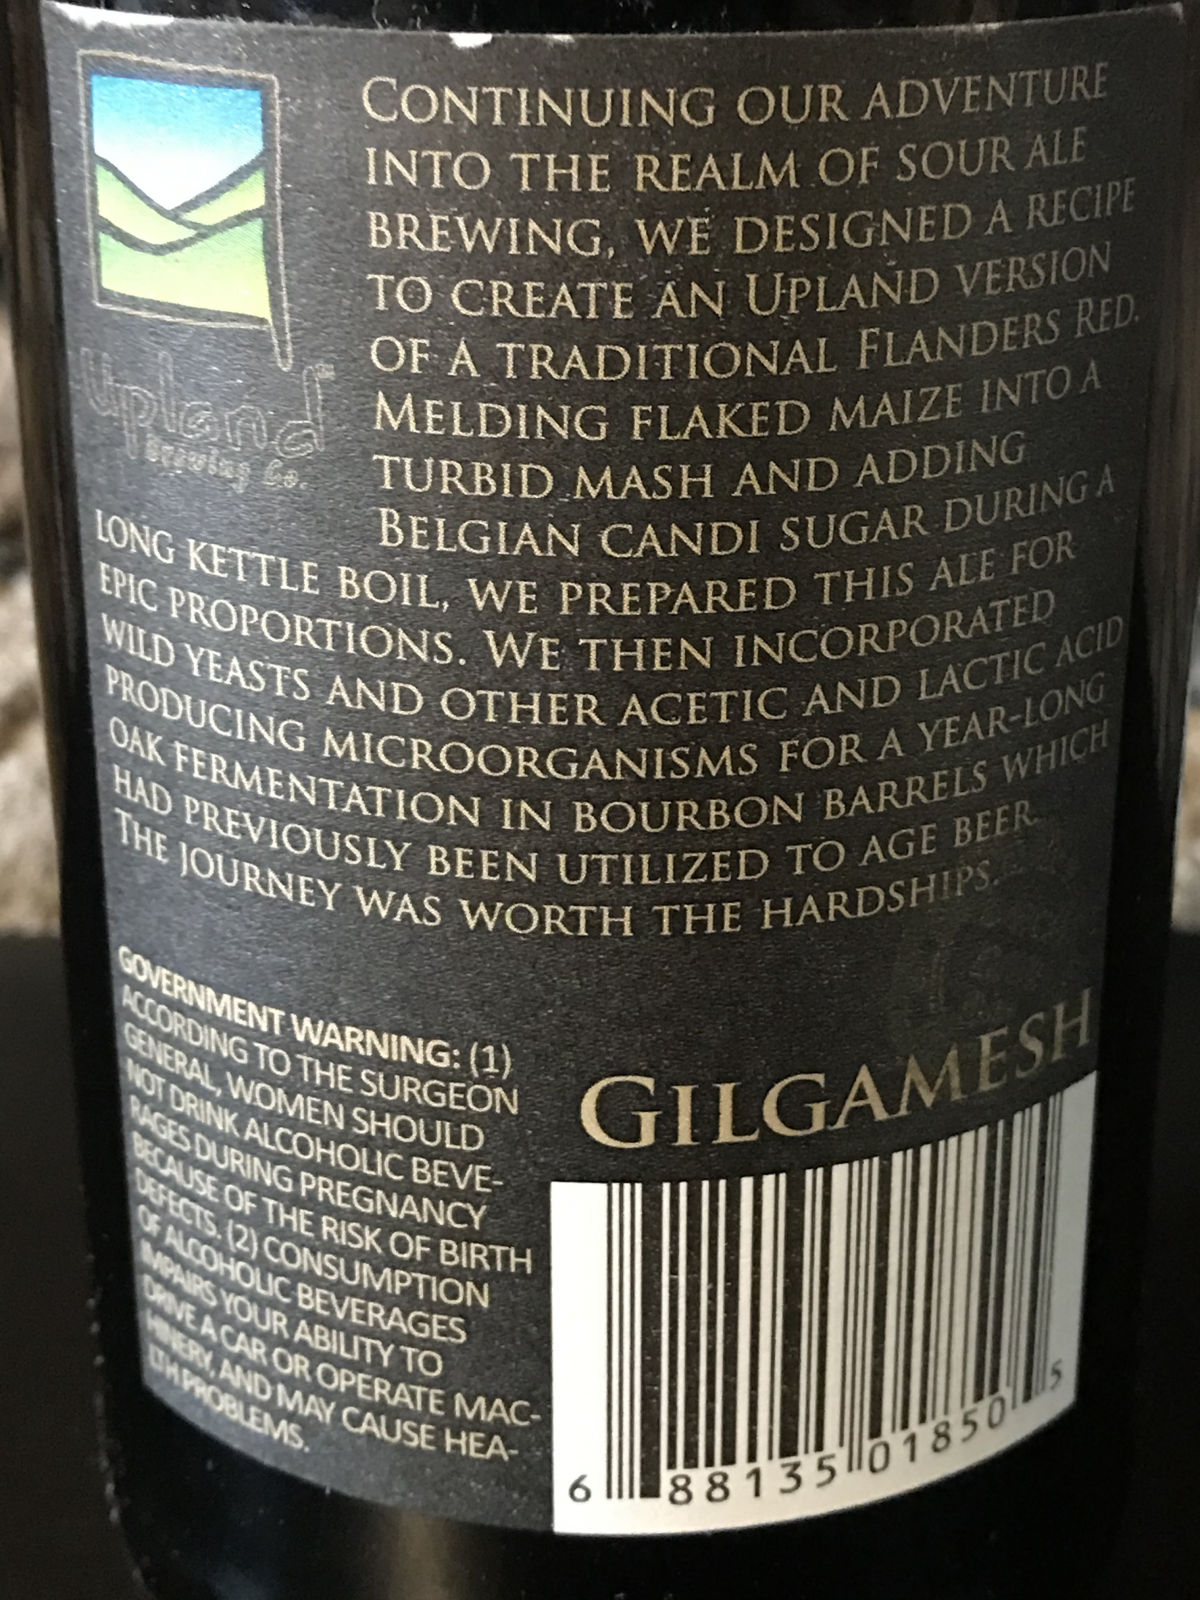 CONTINUING OUR ADVENTURE
INTO THE REALM OF SOUR ALE
BREWING, WE DESIGNED A RECIPE
TO CREATE AN UPLAND VERSION
OF A TRADITIONAL FLANDERS RED.
MELDING FLAKED MAIZE INTO A
TURBID MASH AND ADDING
BELGIAN CANDI SUGAR DURING A
LONG KETTLE BOIL, WE PREPARED THIS ALE FOR
EPIC PROPORTIONS. WE THEN INCORPORATED
WILD YEASTS AND OTHER ACETIC AND LACTIC ACID
PRODUCING MICROORGANISMS FOR A YEAR-LONG
OAK FERMENTATION IN BOURBON BARRELS WHICH
HAD PREVIOUSLY BEEN UTILIZED TO AGE BEER.
THE JOURNEY WAS WORTH THE HARDSHIPS.
Upland™
Brewing Co.
GOVERNMENT WARNING: (1)
ACCORDING TO THE SURGEON
GENERAL, WOMEN SHOULD
NOT DRINK ALCOHOLIC BEVE-
RAGES DURING PREGNANCY
BECAUSE OF THE RISK OF BIRTH
DEFECTS. (2) CONSUMPTION
OF ALCOHOLIC BEVERAGES
IMPAIRS YOUR ABILITY TO
DRIVE A CAR OR OPERATE MAC-
HINERY, AND MAY CAUSE HEA-
LTH PROBLEMS.
GILGAMESH
6 88135 01850 5